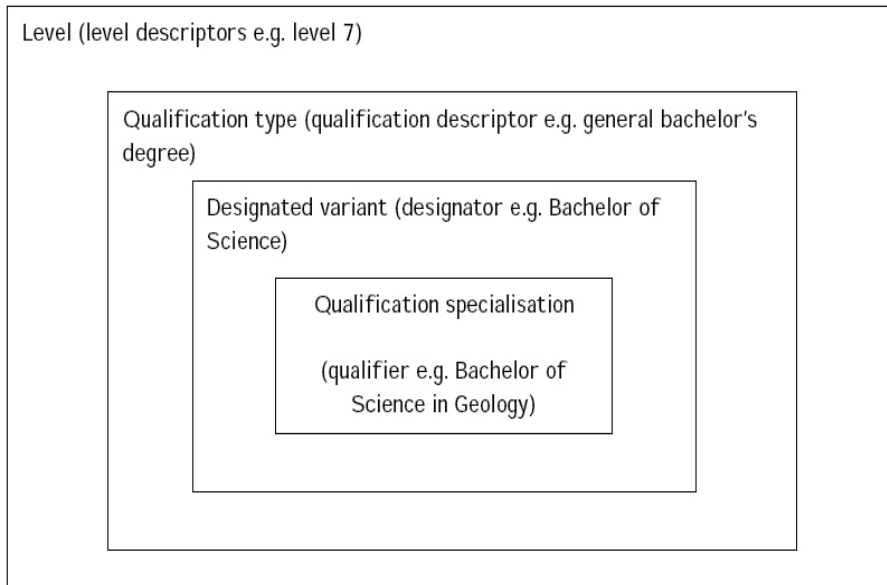 Level (level descriptors e.g. level 7)
Qualification type (qualification descriptor e.g. general bachelor's
degree)
Designated variant (designator e.g. Bachelor of
Science)
Qualification specialisation
(qualifier e.g. Bachelor of
Science in Geology)